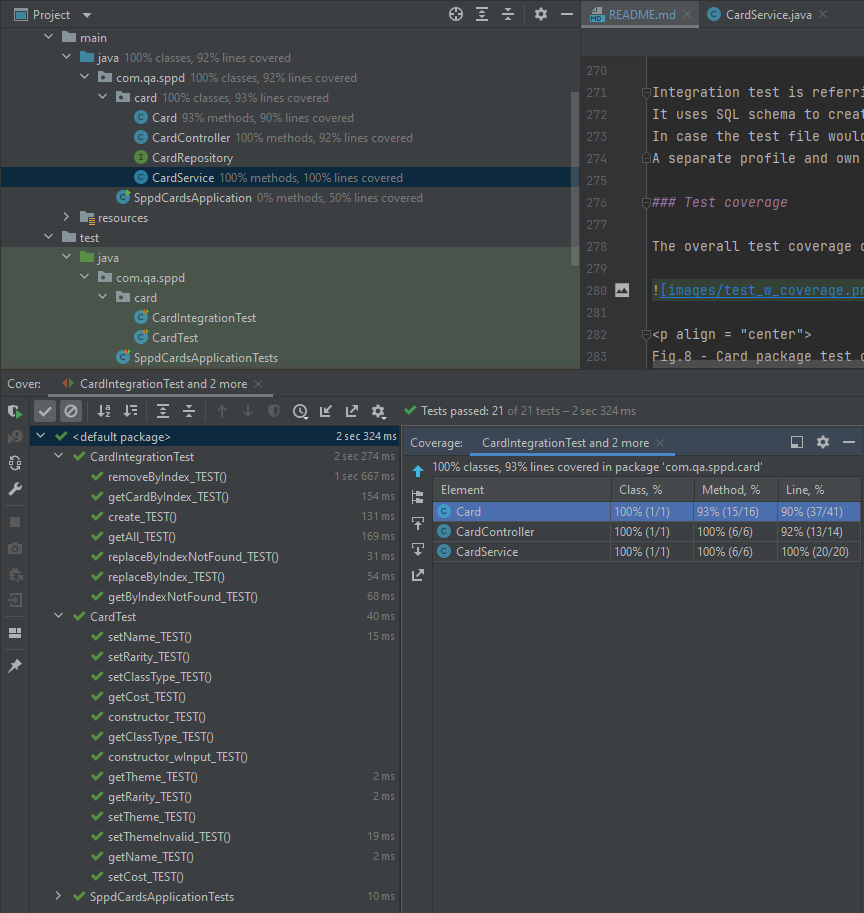 Project
main
java 100% classes, 92% lines covered
com.qa.sppd 100% classes, 92% lines covered
card 100% classes, 93% lines covered
Card 93% methods, 90% lines covered
CardController 100% methods, 92% lines covered
CardRepository
CardService 100% methods, 100% lines covered
SppdCardsApplication 0% methods, 50% lines covered
resources
test
java
com.qa.sppd
card
CardIntegrationTest
CardTest
SppdCardsApplicationTests
README.md
CardService.java
270
271 Integration test is referri
272 It uses SQL schema to creat
273 In case the test file would
274 A separate profile and own
275
276 ### Test coverage
277
278 The overall test coverage o
279
280 ![images/test_w_coverage.pn
281
282 <p align = "center">
283 Fig.8 - Card package test c
Cover: CardIntegrationTest and 2 more
Tests passed: 21 of 21 tests – 2 sec 324 ms
<default package> 2 sec 324 ms
CardIntegrationTest 2 sec 274 ms
removeByIndex_TEST() 1 sec 667 ms
getCardByIndex_TEST() 154 ms
create_TEST() 131 ms
getAll_TEST() 169 ms
replaceByIndexNotFound_TEST() 31 ms
replaceByIndex_TEST() 54 ms
getByIndexNotFound_TEST() 68 ms
CardTest 40 ms
setName_TEST() 15 ms
setRarity_TEST()
setClassType_TEST()
getCost_TEST()
constructor_TEST()
getClassType_TEST()
constructor_wInput_TEST()
getTheme_TEST() 2 ms
getRarity_TEST() 2 ms
setTheme_TEST()
setThemeInvalid_TEST() 19 ms
getName_TEST() 2 ms
setCost_TEST()
SppdCardsApplicationTests 10 ms
Coverage: CardIntegrationTest and 2 more
100% classes, 93% lines covered in package 'com.qa.sppd.card'
Element Class, % Method, % Line, %
Card 100% (1/1) 93% (15/16) 90% (37/41)
CardController 100% (1/1) 100% (6/6) 92% (13/14)
CardService 100% (1/1) 100% (6/6) 100% (20/20)